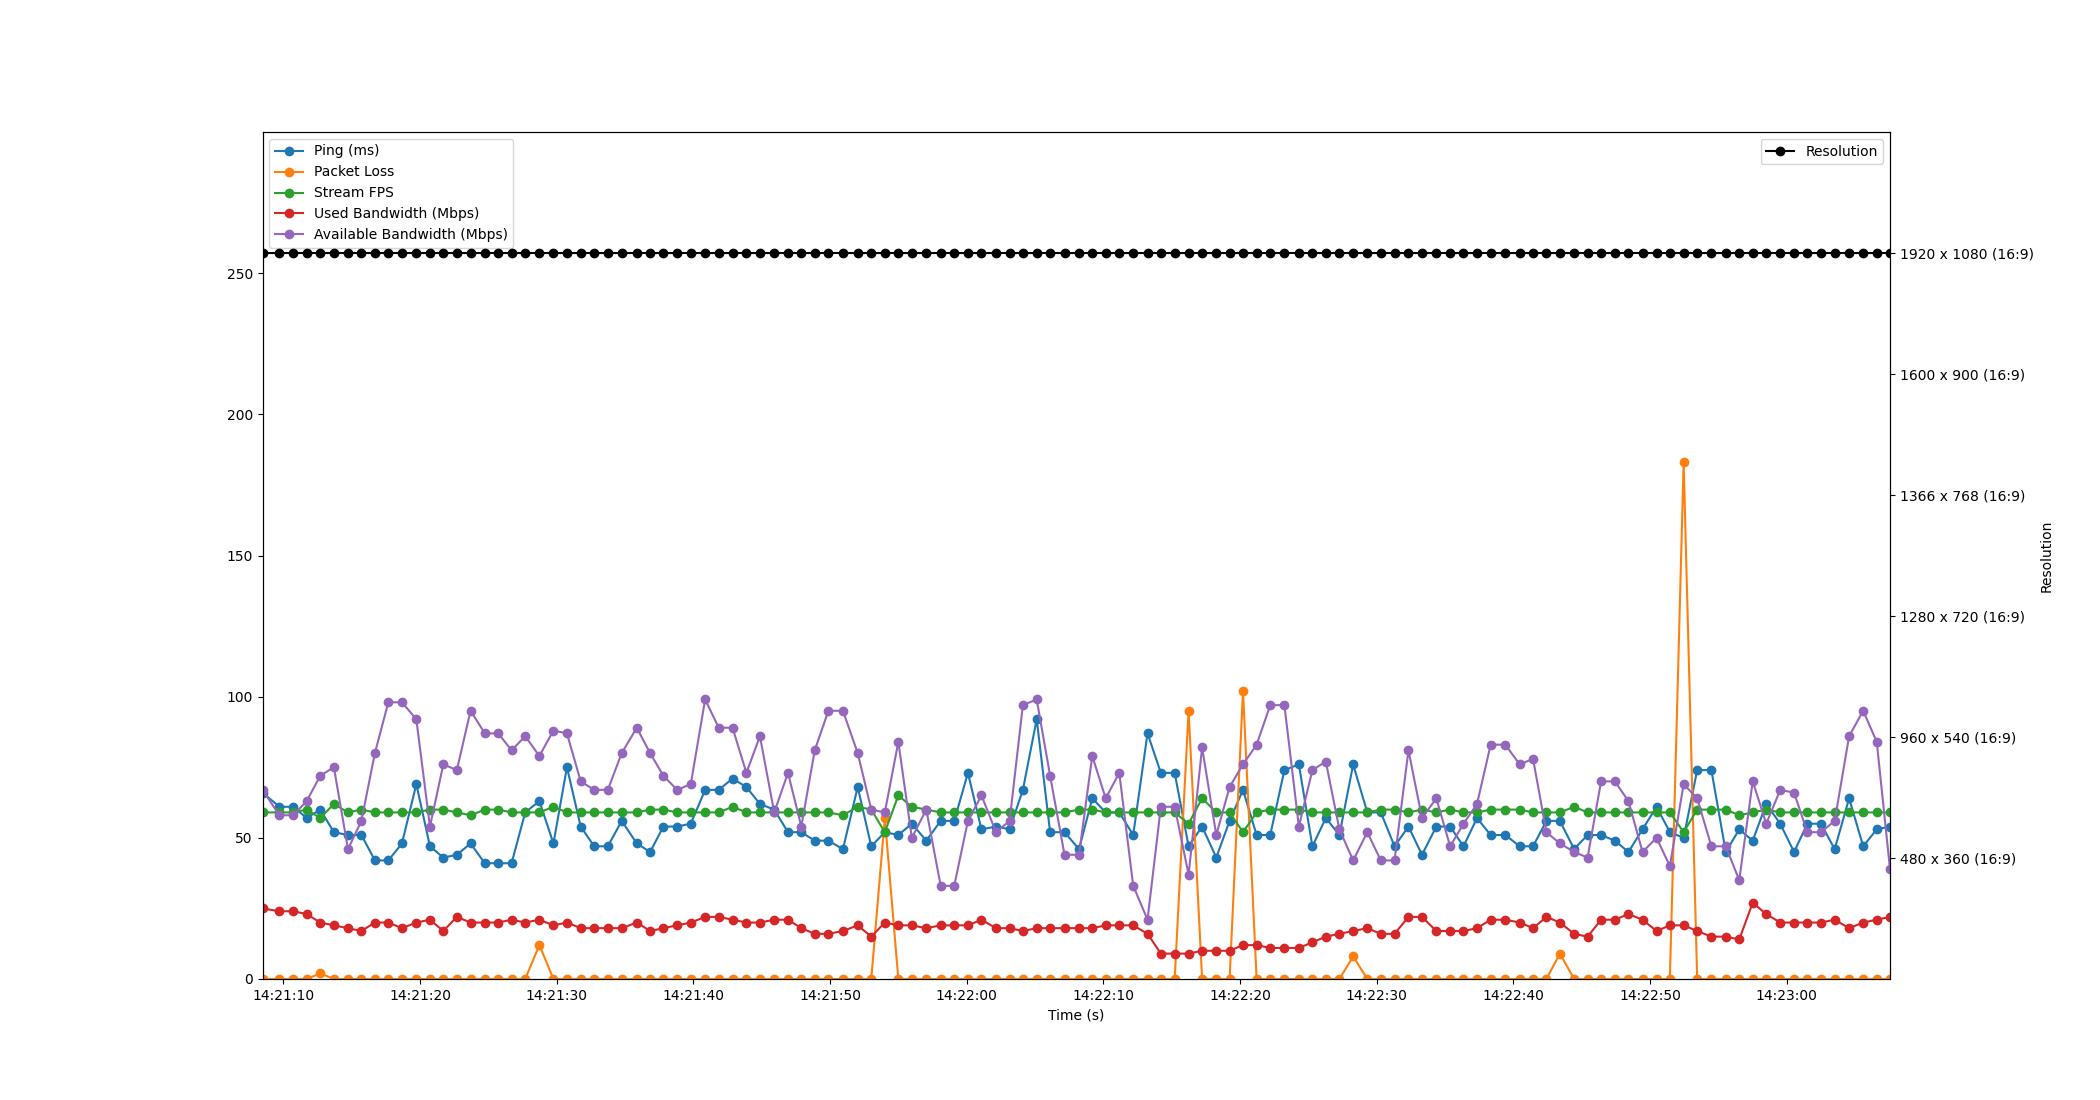 Ping (ms)
Packet Loss
Stream FPS
Used Bandwidth (Mbps)
Available Bandwidth (Mbps)
Resolution
250
200
150
100
50
0
1920 x 1080 (16:9)
1600 x 900 (16:9)
1366 x 768 (16:9)
1280 x 720 (16:9)
960 x 540 (16:9)
480 x 360 (16:9)
Resolution
14:21:10 14:21:20 14:21:30 14:21:40 14:21:50 14:22:00 14:22:10 14:22:20 14:22:30 14:22:40 14:22:50 14:23:00
Time (s)